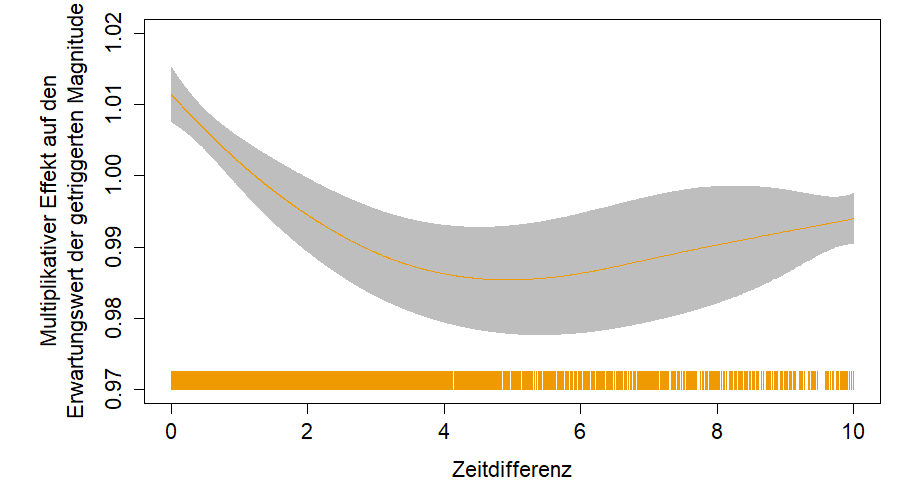 Multiplikativer Effekt auf den
Erwartungswert der getriggerten Magnitude
1.02
1.01
1.00
0.99
0.98
0.97
0 2 4 6 8 10
Zeitdifferenz